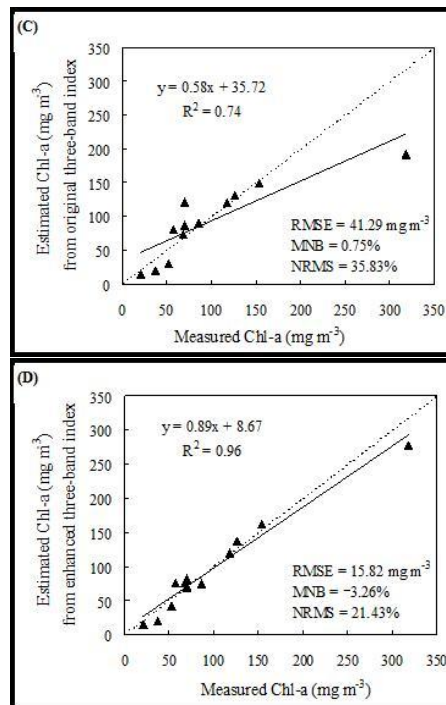 (C)
350
300
250
200
150
100
50
0
Estimated Chl-a (mg m⁻³)
from original three-band index
y = 0.58x + 35.72
R² = 0.74
RMSE = 41.29 mg m⁻³
MNB = 0.75%
NRMS = 35.83%
0 50 100 150 200 250 300 350
Measured Chl-a (mg m⁻³)
(D)
350
300
250
200
150
100
50
0
Estimated Chl-a (mg m⁻³)
from enhanced three-band index
y = 0.89x + 8.67
R² = 0.96
RMSE = 15.82 mg m⁻³
MNB = −3.26%
NRMS = 21.43%
0 50 100 150 200 250 300 350
Measured Chl-a (mg m⁻³)